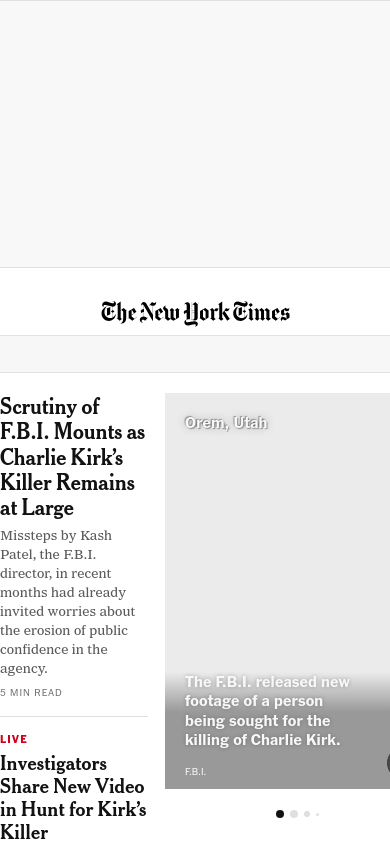 The New York Times
Scrutiny of
F.B.I. Mounts as
Charlie Kirk's
Killer Remains
at Large
Missteps by Kash
Patel, the F.B.I.
director, in recent
months had already
invited worries about
the erosion of public
confidence in the
agency.
5 MIN READ
LIVE
Investigators
Share New Video
in Hunt for Kirk's
Killer
Orem, Utah
The F.B.I. released new
footage of a person
being sought for the
killing of Charlie Kirk.
F.B.I.